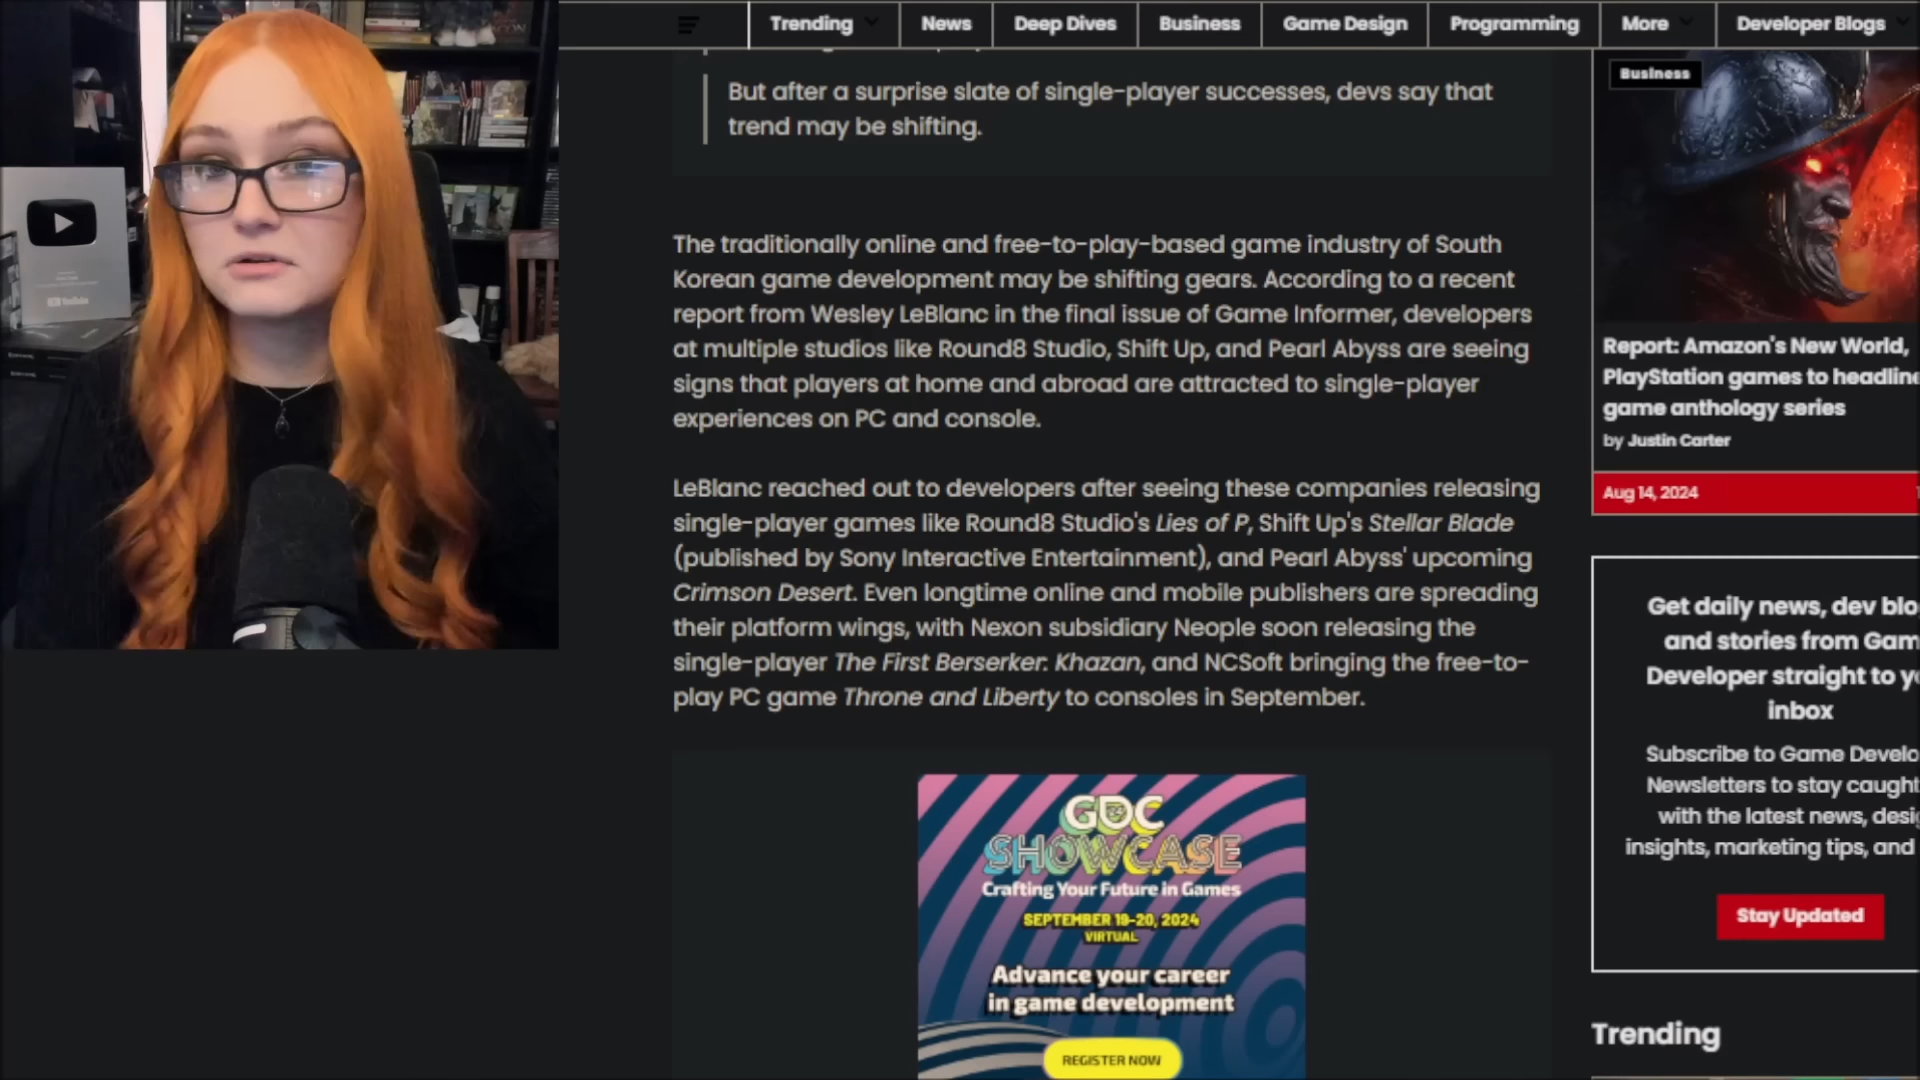 Trending
News
Deep Dives
Business
Game Design
Programming
More
Developer Blogs
But after a surprise slate of single-player successes, devs say that
trend may be shifting.
The traditionally online and free-to-play-based game industry of South
Korean game development may be shifting gears. According to a recent
report from Wesley LeBlanc in the final issue of Game Informer, developers
at multiple studios like Round8 Studio, Shift Up, and Pearl Abyss are seeing
signs that players at home and abroad are attracted to single-player
experiences on PC and console.
LeBlanc reached out to developers after seeing these companies releasing
single-player games like Round8 Studio's Lies of P, Shift Up's Stellar Blade
(published by Sony Interactive Entertainment), and Pearl Abyss' upcoming
Crimson Desert. Even longtime online and mobile publishers are spreading
their platform wings, with Nexon subsidiary Neople soon releasing the
single-player The First Berserker: Khazan, and NCSoft bringing the free-to-
play PC game Throne and Liberty to consoles in September.
GDC
SHOWCASE
Crafting Your Future in Games
SEPTEMBER 19-20, 2024
VIRTUAL
Advance your career
in game development
REGISTER NOW
Business
Report: Amazon's New World,
PlayStation games to headline
game anthology series
by Justin Carter
Aug 14, 2024
Get daily news, dev blo
and stories from Gam
Developer straight to y
inbox
Subscribe to Game Develo
Newsletters to stay caught
with the latest news, desi
insights, marketing tips, and
Stay Updated
Trending
YouTube